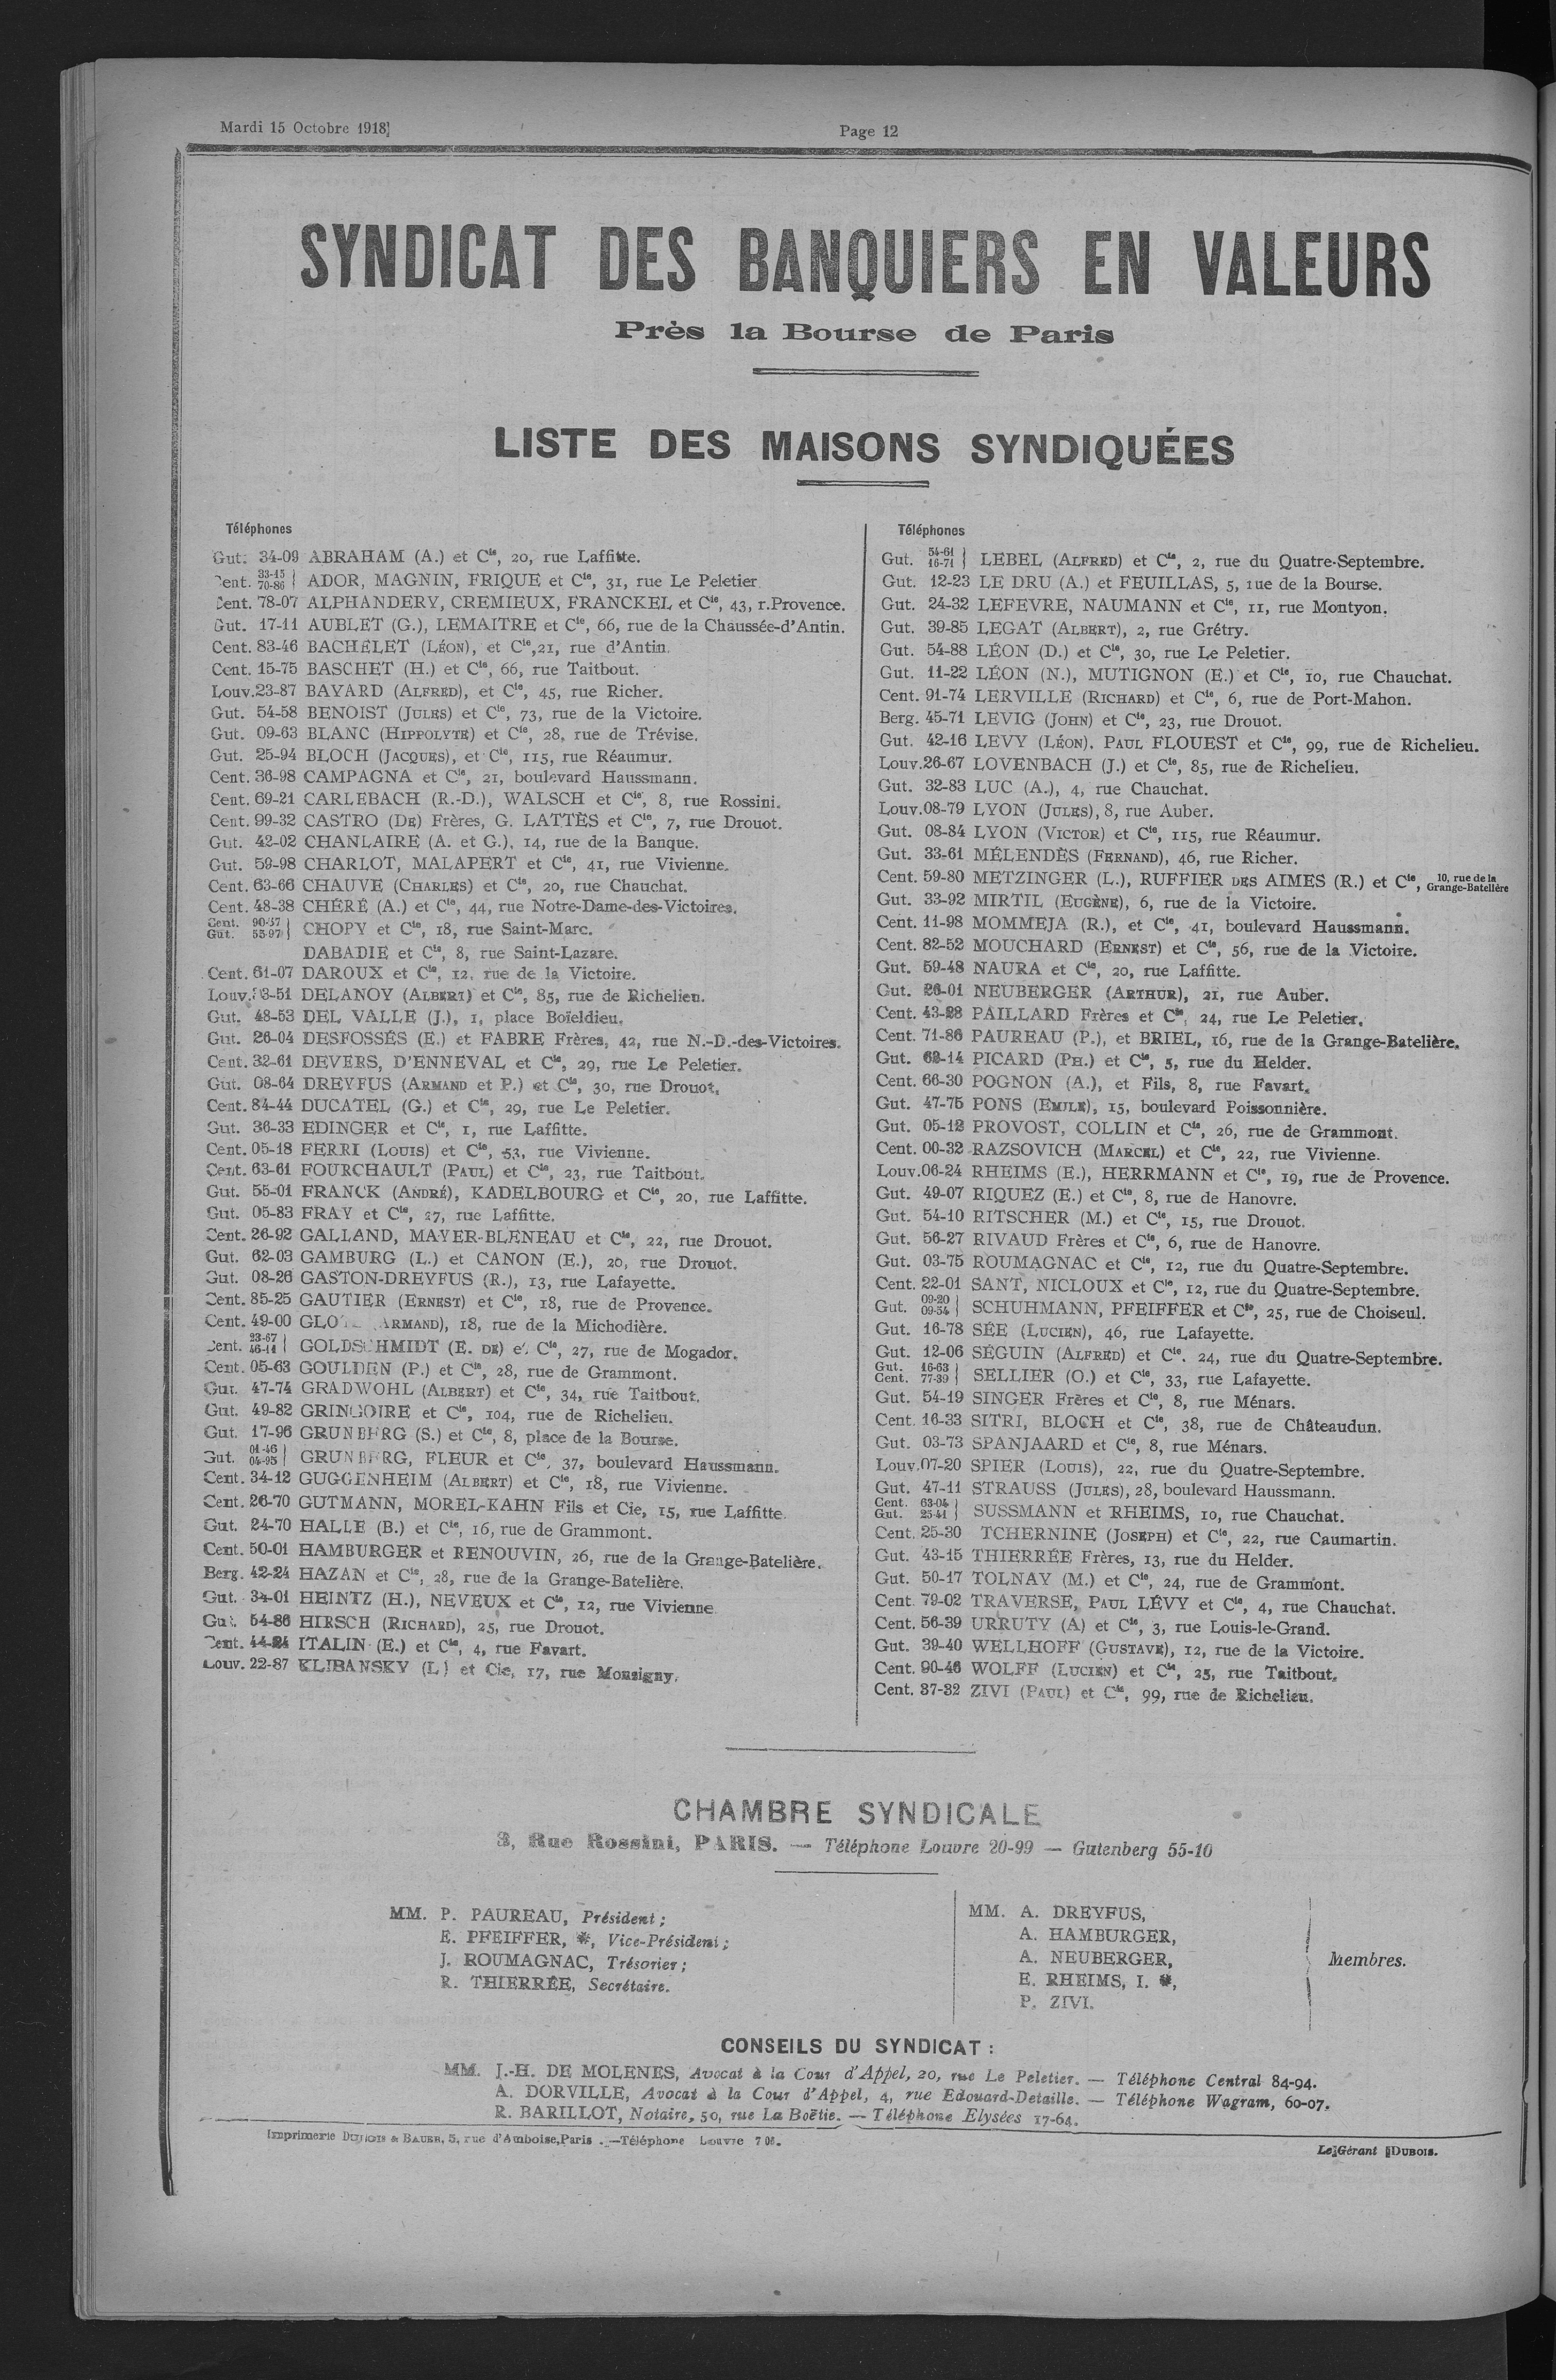 Mardi 15 Octobre 1918
Page 12
SYNDICAT DES BANQUIERS EN VALEURS
Près la Bourse de Paris
LISTE DES MAISONS SYNDIQUÉES
Téléphones
Gut. 34-09 ABRAHAM (A.) et Cie, 20, rue Laffitte.
Cent. 33-15 70-86 } ADOR, MAGNIN, FRIQUE et Cie, 31, rue Le Peletier
Cent. 78-07 ALPHANDERY, CREMIEUX, FRANCKEL et Cie, 43, r.Provence.
Gut. 17-11 AUBLET (G.), LEMAITRE et Cie, 66, rue de la Chaussée-d'Antin.
Cent. 83-46 BACHELET (LÉON), et Cie,21, rue d'Antin.
Cent. 15-75 BASCHET (H.) et Cie, 66, rue Taitbout.
Louv.23-87 BAYARD (ALFRED), et Cie, 45, rue Richer.
Gut. 54-58 BENOIST (JULES) et Cie, 73, rue de la Victoire.
Gut. 09-63 BLANC (HIPPOLYTE) et Cie, 28, rue de Trévise.
Gut. 25-94 BLOCH (JACQUES), et Cie, 115, rue Réaumur.
Cent. 36-98 CAMPAGNA et Cie, 21, boulevard Haussmann.
Cent. 69-21 CARLEBACH (R.-D.), WALSCH et Cie, 8, rue Rossini.
Cent. 99-32 CASTRO (DE) Frères, G. LATTÈS et Cie, 7, rue Drouot.
Gut. 42-02 CHANLAIRE (A. et G.), 14, rue de la Banque.
Gut. 59-98 CHARLOT, MALAPERT et Cie, 41, rue Vivienne.
Cent. 63-66 CHAUVE (CHARLES) et Cie, 20, rue Chauchat.
Cent. 48-38 CHÉRÉ (A.) et Cie, 44, rue Notre-Dame-des-Victoires.
Cent. 90-57 Gut. 55-97 } CHOPY et Cie, 18, rue Saint-Marc.
DABADIE et Cie, 8, rue Saint-Lazare.
Cent. 61-07 DAROUX et Cie, 12, rue de la Victoire.
Louv. DELANOY (ALBERT) et Cie, 85, rue de Richelieu.
Gut. 48-53 DEL VALLE (J.), 1, place Boïeldieu.
Gut. 26-04 DESFOSSÉS (E.) et FABRE Frères, 42, rue N.-D.-des-Victoires.
Cent. 32-61 DEVERS, D'ENNEVAL et Cie, 29, rue Le Peletier.
Gut. 08-64 DREYFUS (ARMAND et P.) et Cie, 30, rue Drouot.
Cent. 84-44 DUCATEL (G.) et Cie, 29, rue Le Peletier.
Gut. 36-33 EDINGER et Cie, 1, rue Laffitte.
Cent. 05-18 FERRI (LOUIS) et Cie, 53, rue Vivienne.
Cent. 63-61 FOURCHAULT (PAUL) et Cie, 23, rue Taitbout.
Gut. 55-01 FRANCK (ANDRÉ), KADELBOURG et Cie, 20, rue Laffitte.
Gut. 05-83 FRAY et Cie, 27, rue Laffitte.
Cent. 26-92 GALLAND, MAYER-BLENEAU et Cie, 22, rue Drouot.
Gut. 62-03 GAMBURG (L.) et CANON (E.), 20, rue Drouot.
Gut. 08-26 GASTON-DREYFUS (R.), 13, rue Lafayette.
Cent. 85-25 GAUTIER (ERNEST) et Cie, 18, rue de Provence.
Cent. 49-00 ARMAND), 18, rue de la Michodière.
Cent. 23-67 46-14 } GOLDSCHMIDT (E. DE) et Cie, 27, rue de Mogador.
Cent. 05-63 GOULDEN (P.) et Cie, 28, rue de Grammont.
Gut. 47-74 GRADWOHL (ALBERT) et Cie, 34, rue Taitbout.
Gut. 49-82 GRINGOIRE et Cie, 104, rue de Richelieu.
Gut. 17-96 GRUNBERG (S.) et Cie, 8, place de la Bourse.
Gut. 01-46 04-95 } GRUNBERG, FLEUR et Cie, 37, boulevard Haussmann.
Cent. 34-12 GUGGENHEIM (ALBERT) et Cie, 18, rue Vivienne.
Cent. 26-70 GUTMANN, MOREL-KAHN Fils et Cie, 15, rue Laffitte.
Gut. 24-70 HALLE (B.) et Cie, 16, rue de Grammont.
Cent. 50-01 HAMBURGER et RENOUVIN, 26, rue de la Grange-Batelière.
Berg. 42-24 HAZAN et Cie, 28, rue de la Grange-Batelière.
Gut. 34-01 HEINTZ (H.), NEVEUX et Cie, 12, rue Vivienne
Gut. 54-86 HIRSCH (RICHARD), 25, rue Drouot.
Cent. 44-24 ITALIN (E.) et Cie, 4, rue Favart.
Louv. 22-87 KLIBANSKY (L) et Cie, 17, rue Monsigny.
Téléphones
Gut. 54-61 16-71 } LEBEL (ALFRED) et Cie, 2, rue du Quatre-Septembre.
Gut. 12-23 LE DRU (A.) et FEUILLAS, 5, rue de la Bourse.
Gut. 24-32 LEFEVRE, NAUMANN et Cie, 11, rue Montyon.
Gut. 39-85 LEGAT (ALBERT), 2, rue Grétry.
Gut. 54-88 LÉON (D.) et Cie, 30, rue Le Peletier.
Gut. 11-22 LÉON (N.), MUTIGNON (E.) et Cie, 10, rue Chauchat.
Cent. 91-74 LERVILLE (RICHARD) et Cie, 6, rue de Port-Mahon.
Berg. 45-71 LEVIG (JOHN) et Cie, 23, rue Drouot.
Gut. 42-16 LEVY (LÉON), PAUL FLOUEST et Cie, 99, rue de Richelieu.
Louv.26-67 LOVENBACH (J.) et Cie, 85, rue de Richelieu.
Gut. 32-83 LUC (A.), 4, rue Chauchat.
Louv.08-79 LYON (JULES), 8, rue Auber.
Gut. 08-84 LYON (VICTOR) et Cie, 115, rue Réaumur.
Gut. 33-61 MÉLENDÈS (FERNAND), 46, rue Richer.
Cent. 59-80 METZINGER (L.), RUFFIER DES AIMES (R.) et Cie, 10, rue de la Grange-Batelière
Gut. 33-92 MIRTIL (EUGÈNE), 6, rue de la Victoire.
Cent. 11-98 MOMMEJA (R.), et Cie, 41, boulevard Haussmann.
Cent. 82-52 MOUCHARD (ERNEST) et Cie, 56, rue de la Victoire.
Gut. 59-48 NAURA et Cie, 20, rue Laffitte.
Gut. 26-01 NEUBERGER (ARTHUR), 21, rue Auber.
Cent. 43-28 PAILLARD Frères et Cie, 24, rue Le Peletier.
Cent. 71-86 PAUREAU (P.), et BRIEL, 16, rue de la Grange-Batelière.
Gut. 62-14 PICARD (PH.) et Cie, 5, rue du Helder.
Cent. 66-30 POGNON (A.), et Fils, 8, rue Favart.
Gut. 47-75 PONS (EMILE), 15, boulevard Poissonnière.
Gut. 05-12 PROVOST, COLLIN et Cie, 26, rue de Grammont.
Cent. 00-32 RAZSOVICH (MARCEL) et Cie, 22, rue Vivienne.
Louv.06-24 RHEIMS (E.), HERRMANN et Cie, 19, rue de Provence.
Gut. 49-07 RIQUEZ (E.) et Cie, 8, rue de Hanovre.
Gut. 54-10 RITSCHER (M.) et Cie, 15, rue Drouot.
Gut. 56-27 RIVAUD Frères et Cie, 6, rue de Hanovre.
Gut. 03-75 ROUMAGNAC et Cie, 12, rue du Quatre-Septembre.
Cent. 22-01 SANT, NICLOUX et Cie, 12, rue du Quatre-Septembre.
Gut. 09-20 09-54 } SCHUHMANN, PFEIFFER et Cie, 25, rue de Choiseul.
Gut. 16-78 SÉE (LUCIEN), 46, rue Lafayette.
Gut. 12-06 SÉGUIN (ALFRED) et Cie. 24, rue du Quatre-Septembre.
Gut. 16-63 Cent. 77-39 } SELLIER (O.) et Cie, 33, rue Lafayette.
Gut. 54-19 SINGER Frères et Cie, 8, rue Ménars.
Cent. 16-33 SITRI, BLOCH et Cie, 38, rue de Châteaudun.
Gut. 03-73 SPANJAARD et Cie, 8, rue Ménars.
Louv.07-20 SPIER (LOUIS), 22, rue du Quatre-Septembre.
Gut. 47-11 STRAUSS (JULES), 28, boulevard Haussmann.
Cent. 63-04 Gut. 25-41 } SUSSMANN et RHEIMS, 10, rue Chauchat.
Cent. 25-30 TCHERNINE (JOSEPH) et Cie, 22, rue Caumartin.
Gut. 43-15 THIERRÉE Frères, 13, rue du Helder.
Gut. 50-17 TOLNAY (M.) et Cie, 24, rue de Grammont.
Cent. 79-02 TRAVERSE, PAUL LÉVY et Cie, 4, rue Chauchat.
Cent. 56-39 URRUTY (A) et Cie, 3, rue Louis-le-Grand.
Gut. 39-40 WELLHOFF (GUSTAVE), 12, rue de la Victoire.
Cent. 90-46 WOLFF (LUCIEN) et Cie, 25, rue Taitbout.
Cent. 37-32 ZIVI (PAUL) et Cie, 99, rue de Richelieu.
CHAMBRE SYNDICALE
3, Rue Rossini, PARIS. — Téléphone Louvre 20-99 — Gutenberg 55-10
MM. P. PAUREAU, Président ;
E. PFEIFFER, ✻, Vice-Président ;
J. ROUMAGNAC, Trésorier ;
R. THIERRÉE, Secrétaire.
MM. A. DREYFUS,
A. HAMBURGER,
A. NEUBERGER,
E. RHEIMS, I. ✻,
P. ZIVI.
Membres.
CONSEILS DU SYNDICAT :
MM. J.-H. DE MOLENES, Avocat à la Cour d'Appel, 20, rue Le Peletier. — Téléphone Central 84-94.
A. DORVILLE, Avocat à la Cour d'Appel, 4, rue Edouard-Detaille. — Téléphone Wagram, 60-07.
R. BARILLOT, Notaire, 50, rue La Boëtie. — Téléphone Elysées 17-64.
Imprimerie DUBOIS & BAUER, 5, rue d'Amboise, Paris .—Téléphone Louvre
Le Gérant DUBOIS.